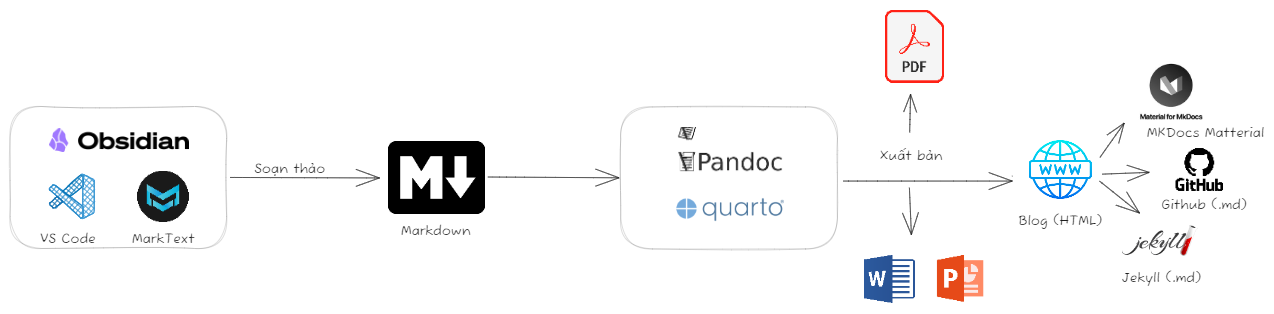 Obsidian
VS Code
MarkText
Soạn thảo
M
Markdown
Pandoc
quarto
PDF
Xuất bản
W
P
WWW
Blog (HTML)
Material for MkDocs
MKDocs Matterial
GitHub
Github (.md)
jekyll
Jekyll (.md)